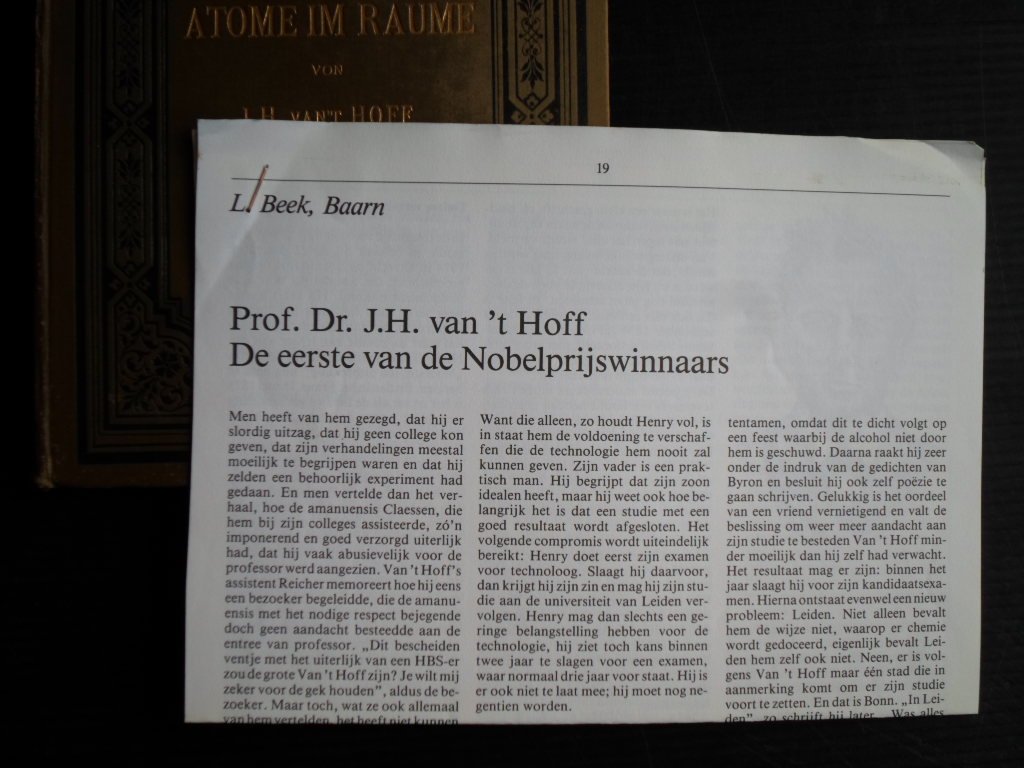 ATOME IM RAUME
VON
J.H. VAN'T HOFF
19
L. Beek, Baarn
Prof. Dr. J.H. van 't Hoff
De eerste van de Nobelprijswinnaars
Men heeft van hem gezegd, dat hij er
slordig uitzag, dat hij geen college kon
geven, dat zijn verhandelingen meestal
moeilijk te begrijpen waren en dat hij
zelden een behoorlijk experiment had
gedaan. En men vertelde dan het ver-
haal, hoe de amanuensis Claessen, die
hem bij zijn colleges assisteerde, zó'n
imponerend en goed verzorgd uiterlijk
had, dat hij vaak abusievelijk voor de
professor werd aangezien. Van 't Hoff's
assistent Reicher memoreert hoe hij eens
een bezoeker begeleidde, die de amanu-
ensis met het nodige respect bejegende
doch geen aandacht besteedde aan de
entree van professor. „Dit bescheiden
ventje met het uiterlijk van een HBS-er
zou de grote Van 't Hoff zijn? Je wilt mij
zeker voor de gek houden”, aldus de be-
zoeker. Maar toch, wat ze ook allemaal
van hem vertelden, het heeft niet kunnen
Want die alleen, zo houdt Henry vol, is
in staat hem de voldoening te verschaf-
fen die de technologie hem nooit zal
kunnen geven. Zijn vader is een prak-
tisch man. Hij begrijpt dat zijn zoon
idealen heeft, maar hij weet ook hoe be-
langrijk het is dat een studie met een
goed resultaat wordt afgesloten. Het
volgende compromis wordt uiteindelijk
bereikt: Henry doet eerst zijn examen
voor technoloog. Slaagt hij daarvoor,
dan krijgt hij zijn zin en mag hij zijn stu-
die aan de universiteit van Leiden ver-
volgen. Henry mag dan slechts een ge-
ringe belangstelling hebben voor de
technologie, hij ziet toch kans binnen
twee jaar te slagen voor een examen,
waar normaal drie jaar voor staat. Hij is
er ook niet te laat mee; hij moet nog ne-
gentien worden.
tentamen, omdat dit te dicht volgt op
een feest waarbij de alcohol niet door
hem is geschuwd. Daarna raakt hij zeer
onder de indruk van de gedichten van
Byron en besluit hij ook zelf poëzie te
gaan schrijven. Gelukkig is het oordeel
van een vriend vernietigend en valt de
beslissing om weer meer aandacht aan
zijn studie te besteden Van 't Hoff min-
der moeilijk dan hij zelf had verwacht.
Het resultaat mag er zijn: binnen het
jaar slaagt hij voor zijn kandidaatsexa-
men. Hierna ontstaat evenwel een nieuw
probleem: Leiden. Niet alleen bevalt
hem de wijze niet, waarop er chemie
wordt gedoceerd, eigenlijk bevalt Lei-
den hem zelf ook niet. Neen, er is vol-
gens Van 't Hoff maar één stad die in
aanmerking komt om er zijn studie
voort te zetten. En dat is Bonn. „In Lei-
den”, zo schrijft hij later, „Was alles